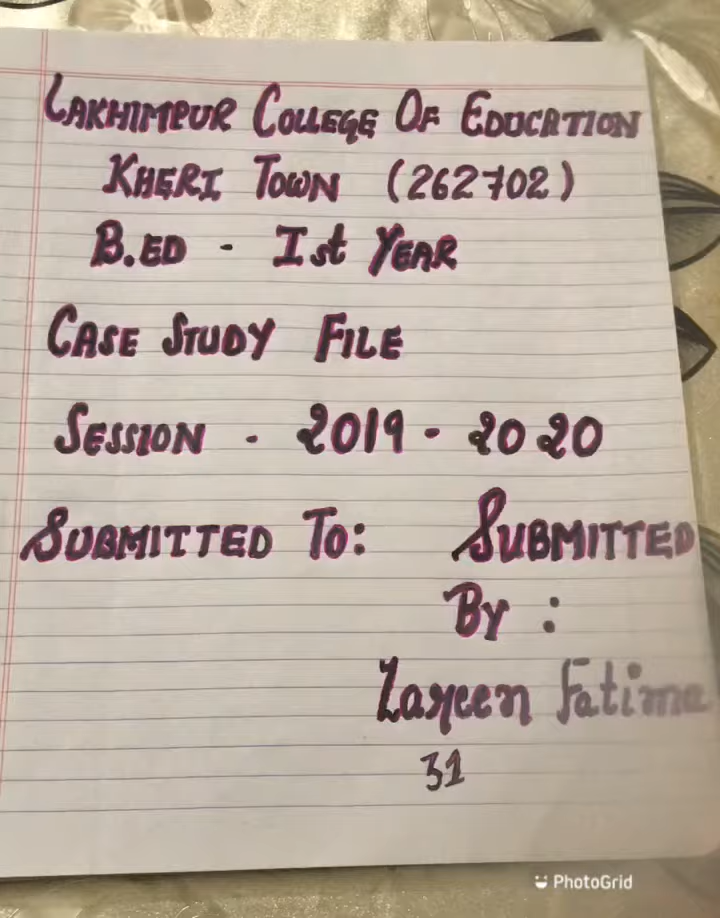 LAKHIMPUR COLLEGE OF EDUCATION
KHERI TOWN (262702)
B.ED - Ist YEAR
CASE STUDY FILE
SESSION - 2019 - 2020
SUBMITTED TO: SUBMITTED
BY :
Zareen Fatima
31
PhotoGrid